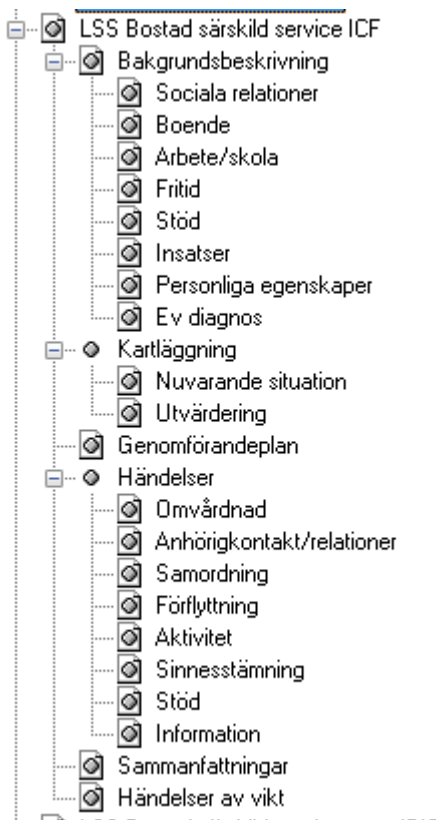 LSS Bostad särskild service ICF
Bakgrundsbeskrivning
Sociala relationer
Boende
Arbete/skola
Fritid
Stöd
Insatser
Personliga egenskaper
Ev diagnos
Kartläggning
Nuvarande situation
Utvärdering
Genomförandeplan
Händelser
Omvårdnad
Anhörigkontakt/relationer
Samordning
Förflyttning
Aktivitet
Sinnesstämning
Stöd
Information
Sammanfattningar
Händelser av vikt